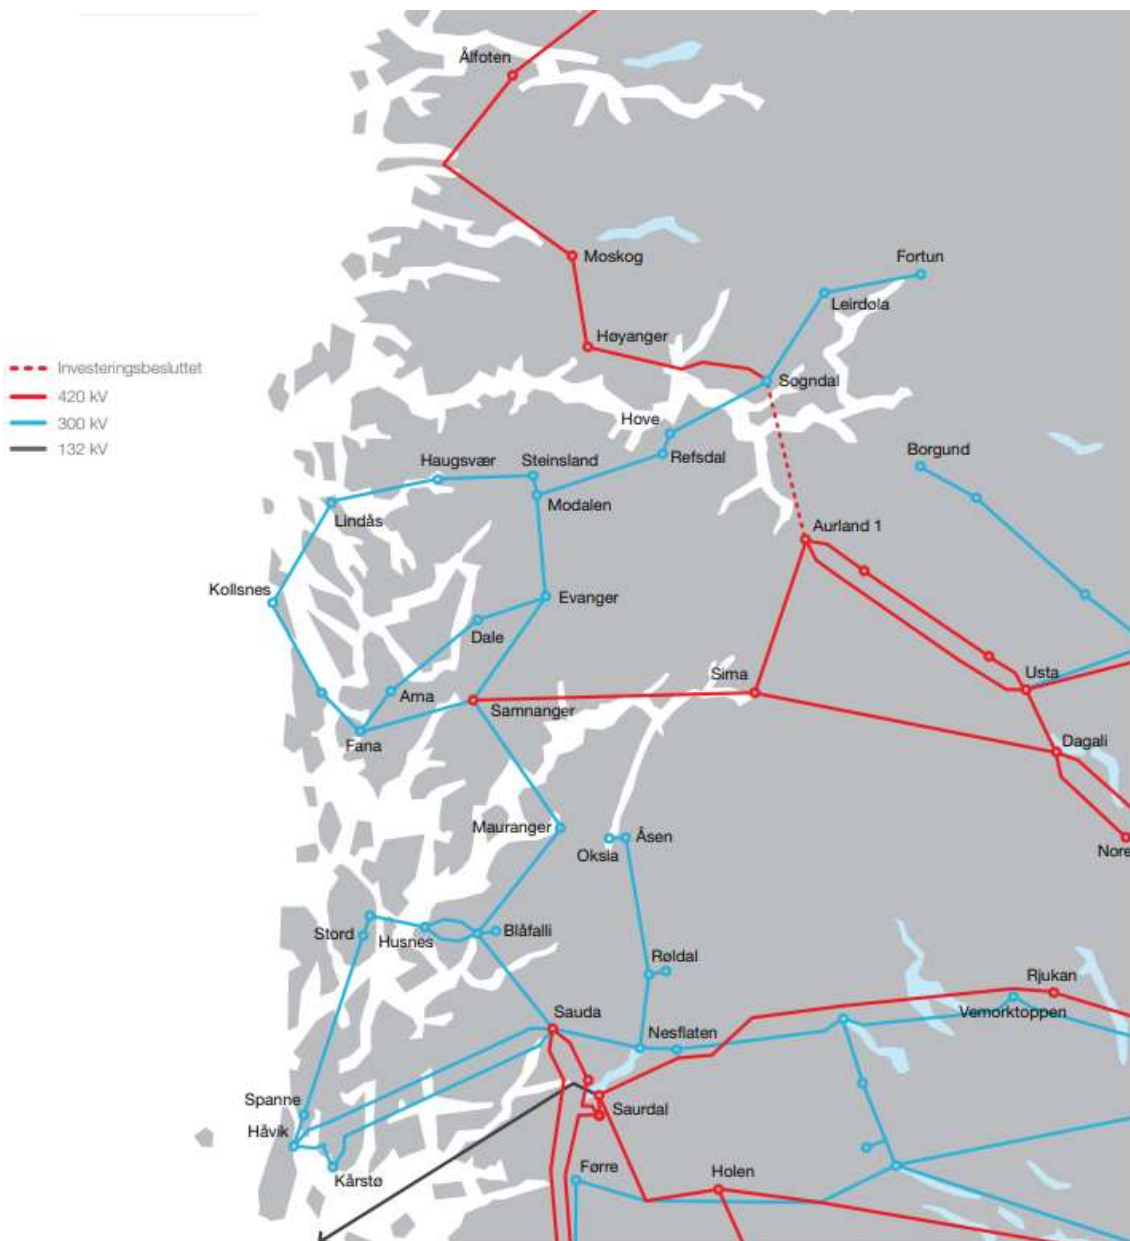 Ålfoten
Moskog
Fortun
Leirdøla
Høyanger
Investeringsbesluttet
420 kV
300 kV
132 kV
Sogndal
Hove
Refsdal
Borgund
Haugsvær
Steinsland
Modalen
Lindås
Aurland 1
Kollsnes
Evanger
Dale
Sima
Usta
Arna
Samnanger
Fana
Dagali
Mauranger
Åsen
Oksla
Nore
Stord
Husnes
Blåfalli
Røldal
Rjukan
Vemorktoppen
Sauda
Nesflaten
Spanne
Saurdal
Håvik
Kårstø
Førre
Holen